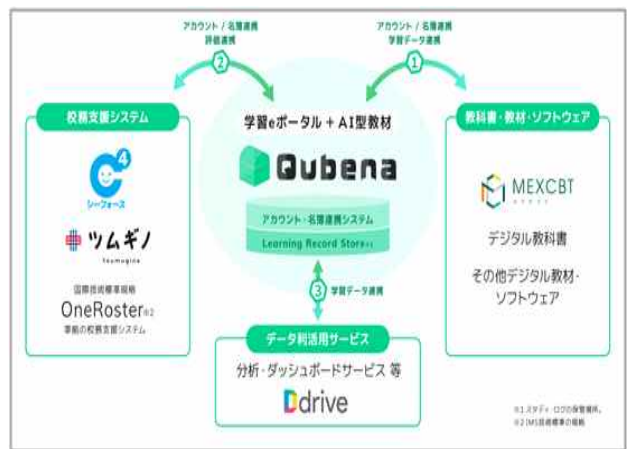 アカウント / 名簿連携
評価連携
2
アカウント / 名簿連携
学習データ連携
1
校務支援システム
C4
シーフォース
ツムギノ
tsumugino
国際技術標準規格
OneRoster※2
準拠の校務支援システム
学習eポータル + AI型教材
Qubena
アカウント・名簿連携システム
Learning Record Store※1
3 学習データ連携
教科書・教材・ソフトウェア
MEXCBT
デジタル教科書
その他デジタル教材・
ソフトウェア
データ利活用サービス
分析・ダッシュボードサービス 等
Ddrive
※1 スタディ・ログの保管場所。
※2 IMS技術標準の規格